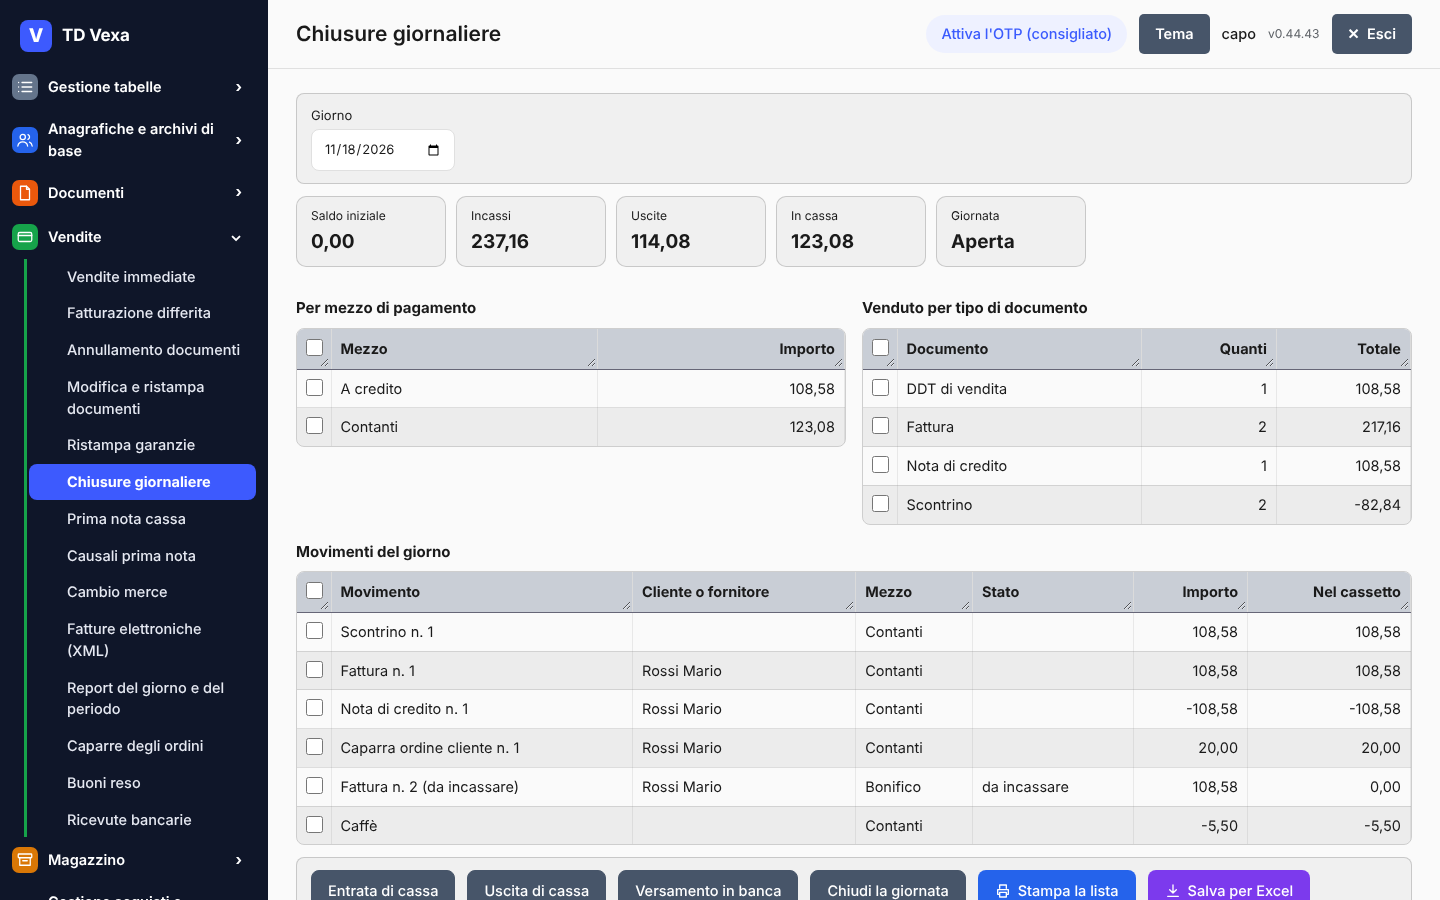 V TD Vexa
Gestione tabelle
Anagrafiche e archivi di
base
Documenti
Vendite
Vendite immediate
Fatturazione differita
Annullamento documenti
Modifica e ristampa
documenti
Ristampa garanzie
Chiusure giornaliere
Prima nota cassa
Causali prima nota
Cambio merce
Fatture elettroniche
(XML)
Report del giorno e del
periodo
Caparre degli ordini
Buoni reso
Ricevute bancarie
Magazzino
Chiusure giornaliere
Attiva l'OTP (consigliato) Tema capo v0.44.43 ✕ Esci
Giorno
11/18/2026
Saldo iniziale Incassi Uscite In cassa Giornata
0,00 237,16 114,08 123,08 Aperta
Per mezzo di pagamento
Mezzo Importo
A credito 108,58
Contanti 123,08
Venduto per tipo di documento
Documento Quanti Totale
DDT di vendita 1 108,58
Fattura 2 217,16
Nota di credito 1 108,58
Scontrino 2 -82,84
Movimenti del giorno
Movimento Cliente o fornitore Mezzo Stato Importo Nel cassetto
Scontrino n. 1 Contanti 108,58 108,58
Fattura n. 1 Rossi Mario Contanti 108,58 108,58
Nota di credito n. 1 Rossi Mario Contanti -108,58 -108,58
Caparra ordine cliente n. 1 Rossi Mario Contanti 20,00 20,00
Fattura n. 2 (da incassare) Rossi Mario Bonifico da incassare 108,58 0,00
Caffè Contanti -5,50 -5,50
Entrata di cassa Uscita di cassa Versamento in banca Chiudi la giornata Stampa la lista Salva per Excel